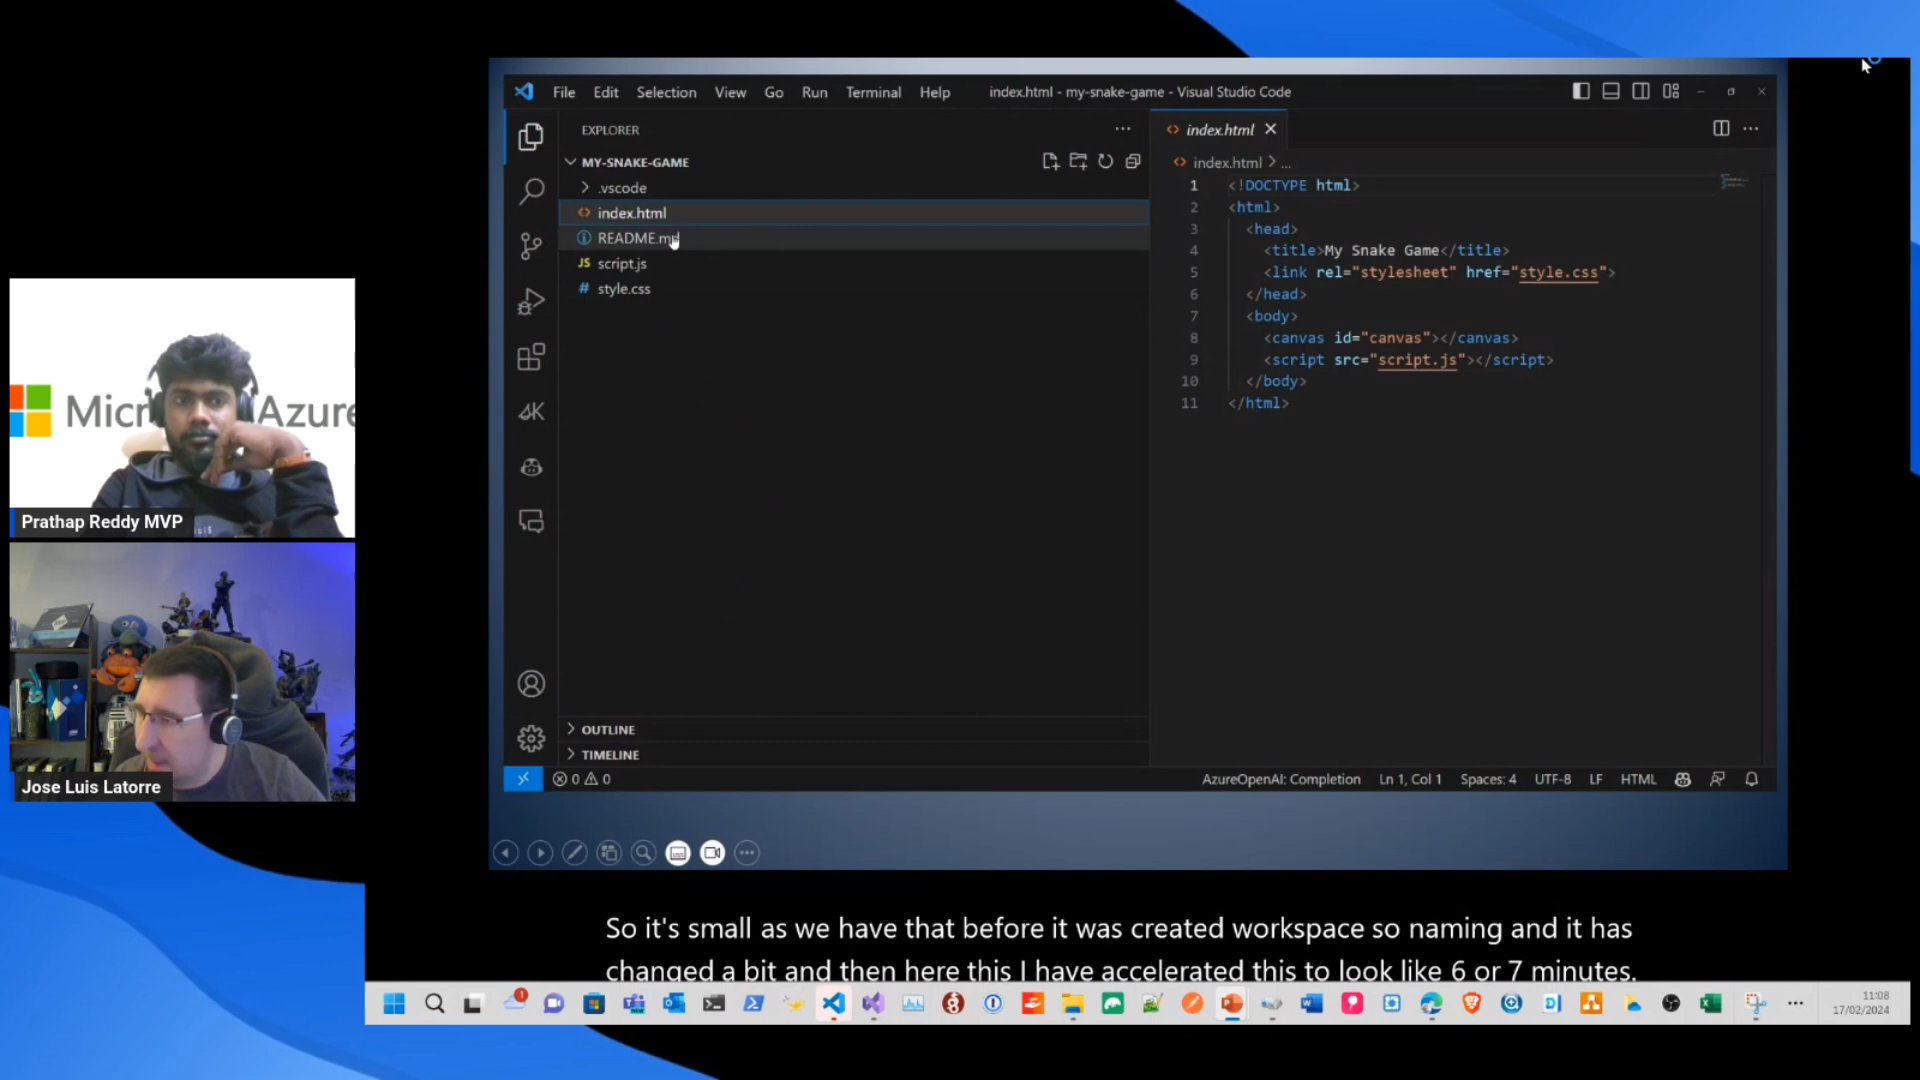 File Edit Selection View Go Run Terminal Help index.html - my-snake-game - Visual Studio Code
EXPLORER
MY-SNAKE-GAME
.vscode
index.html
README.md
JS script.js
# style.css
OUTLINE
TIMELINE
index.html
index.html > ...
1 <!DOCTYPE html>
2 <html>
3 <head>
4 <title>My Snake Game</title>
5 <link rel="stylesheet" href="style.css">
6 </head>
7 <body>
8 <canvas id="canvas"></canvas>
9 <script src="script.js"></script>
10 </body>
11 </html>
0 0 AzureOpenAI: Completion Ln 1, Col 1 Spaces: 4 UTF-8 LF HTML
Micr Azure
Prathap Reddy MVP
Jose Luis Latorre
So it's small as we have that before it was created workspace so naming and it has
changed a bit and then here this I have accelerated this to look like 6 or 7 minutes.
1
11:08
17/02/2024